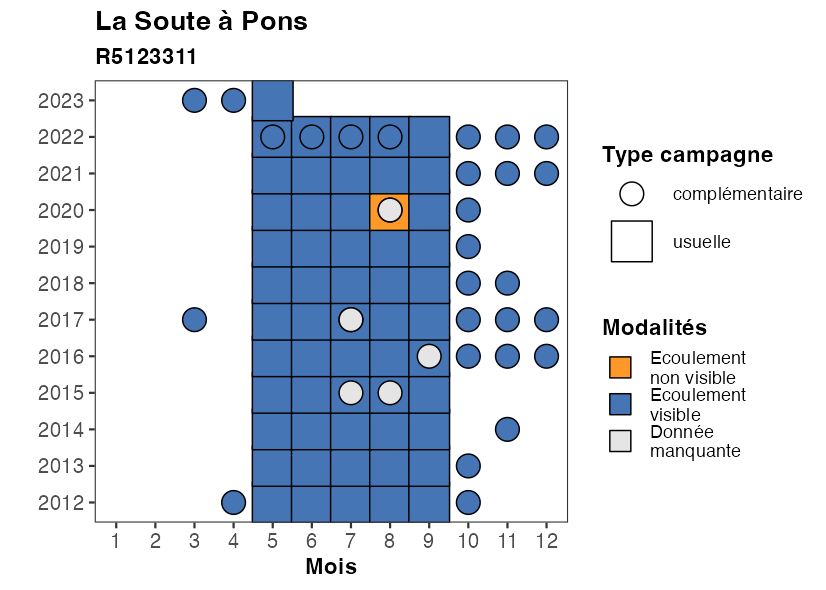 La Soute à Pons
R5123311
2023
2022
2021
2020
2019
2018
2017
2016
2015
2014
2013
2012
1 2 3 4 5 6 7 8 9 10 11 12
Mois
Type campagne
complémentaire
usuelle
Modalités
Ecoulement
non visible
Ecoulement
visible
Donnée
manquante